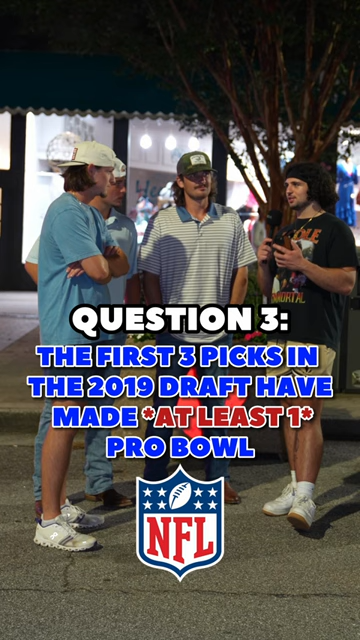 QUESTION 3:
THE FIRST 3 PICKS IN
THE 2019 DRAFT HAVE
MADE *AT LEAST 1*
PRO BOWL
NFL